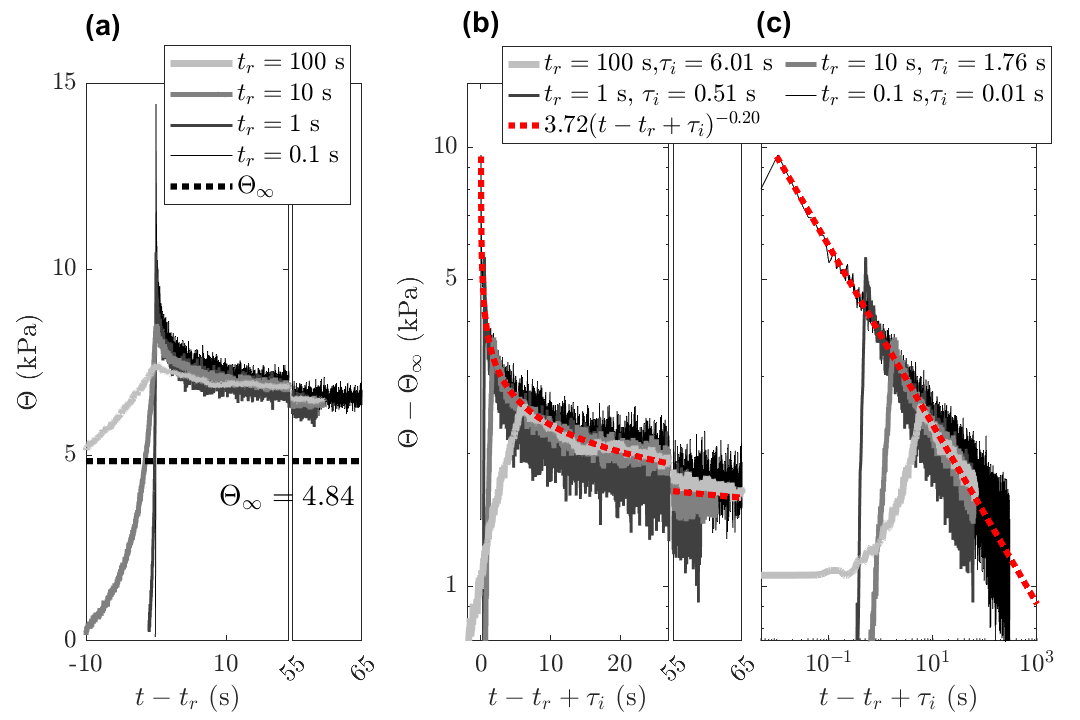 (a)
t_r = 100 s
t_r = 10 s
t_r = 1 s
t_r = 0.1 s
Θ_∞
15
10
5
0
Θ (kPa)
Θ_∞ = 4.84
-10
10
55
65
t − t_r (s)
(b)
(c)
t_r = 100 s,τ_i = 6.01 s
t_r = 10 s, τ_i = 1.76 s
t_r = 1 s, τ_i = 0.51 s
t_r = 0.1 s,τ_i = 0.01 s
3.72(t − t_r + τ_i)^{−0.20}
10
5
1
Θ − Θ_∞ (kPa)
0
10
20
55
65
t − t_r + τ_i (s)
10^{−1}
10^1
10^3
t − t_r + τ_i (s)